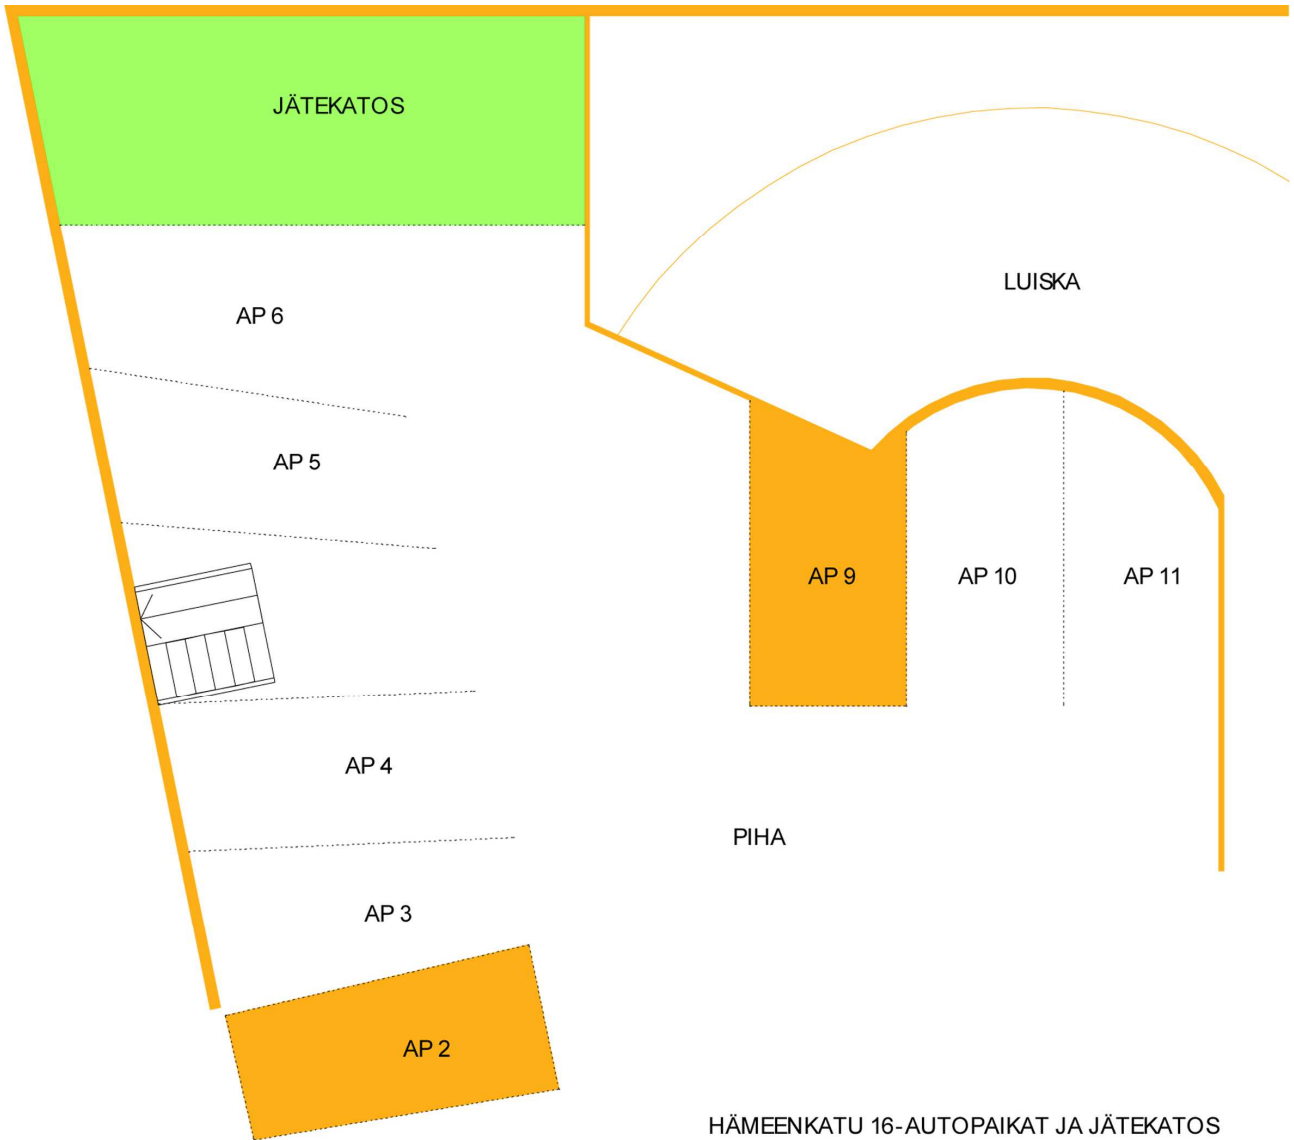 JÄTEKATOS
LUISKA
AP 6
AP 5
AP 9
AP 10
AP 11
AP 4
PIHA
AP 3
AP 2
HÄMEENKATU 16-AUTOPAIKAT JA JÄTEKATOS